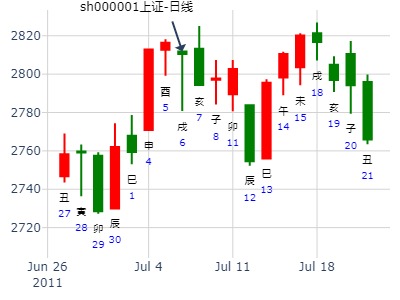 sh000001上证-日线
2820
2800
2780
2760
2740
2720
丑
27
寅
28
卯
29
辰
30
巳
1
申
4
酉
5
戌
6
亥
7
子
8
卯
11
辰
12
巳
13
午
14
未
15
戌
18
亥
19
子
20
丑
21
Jun 26
2011
Jul 4
Jul 11
Jul 18